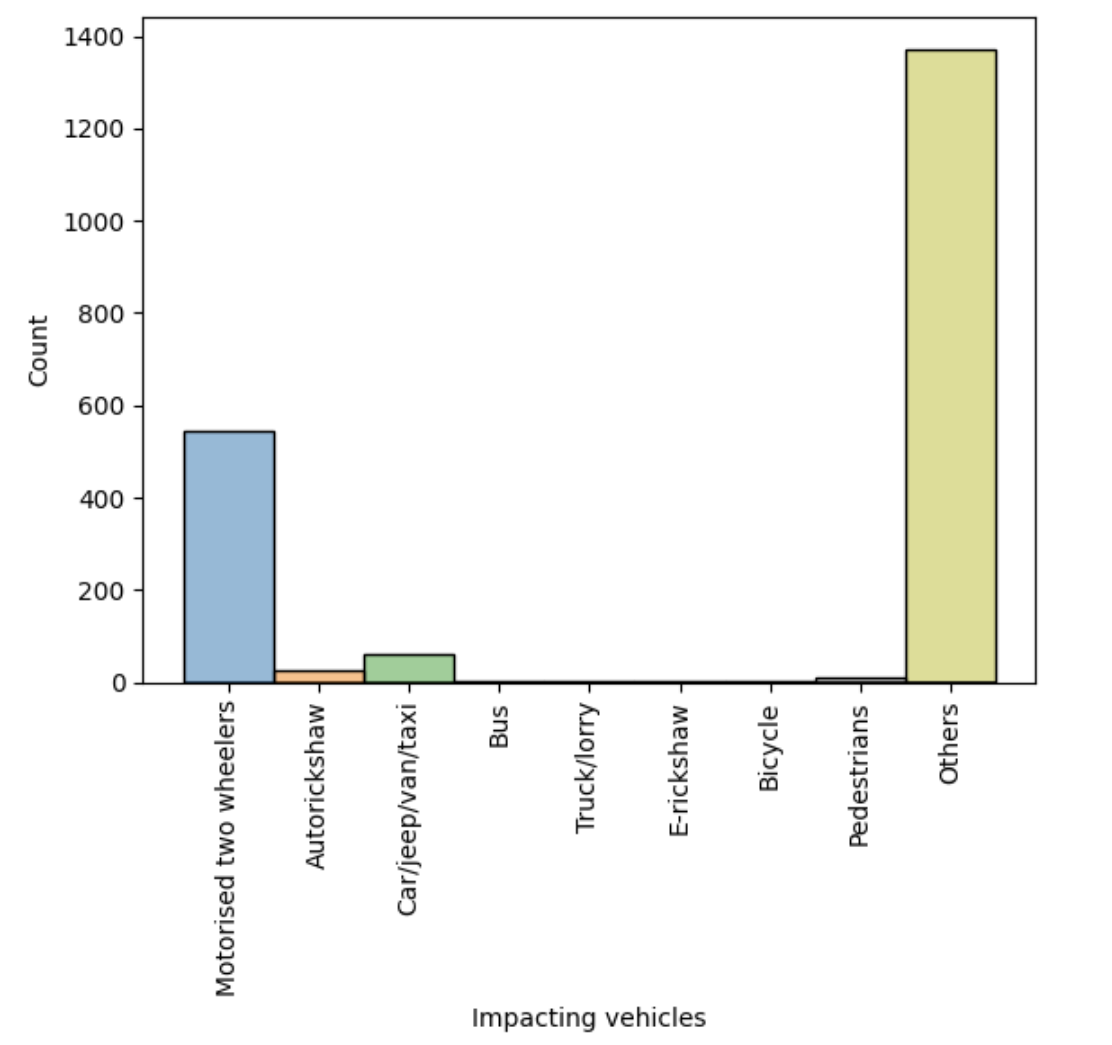 1400
1200
1000
800
600
400
200
0
Count
Motorised two wheelers
Autorickshaw
Car/jeep/van/taxi
Bus
Truck/lorry
E-rickshaw
Bicycle
Pedestrians
Others
Impacting vehicles